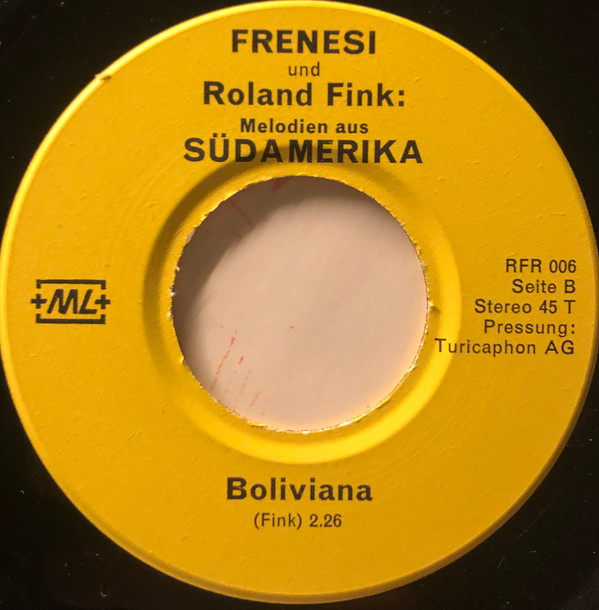 FRENESI
und
Roland Fink:
Melodien aus
SÜDAMERIKA
+ML+
RFR 006
Seite B
Stereo 45 T
Pressung:
Turicaphon AG
Boliviana
(Fink) 2.26